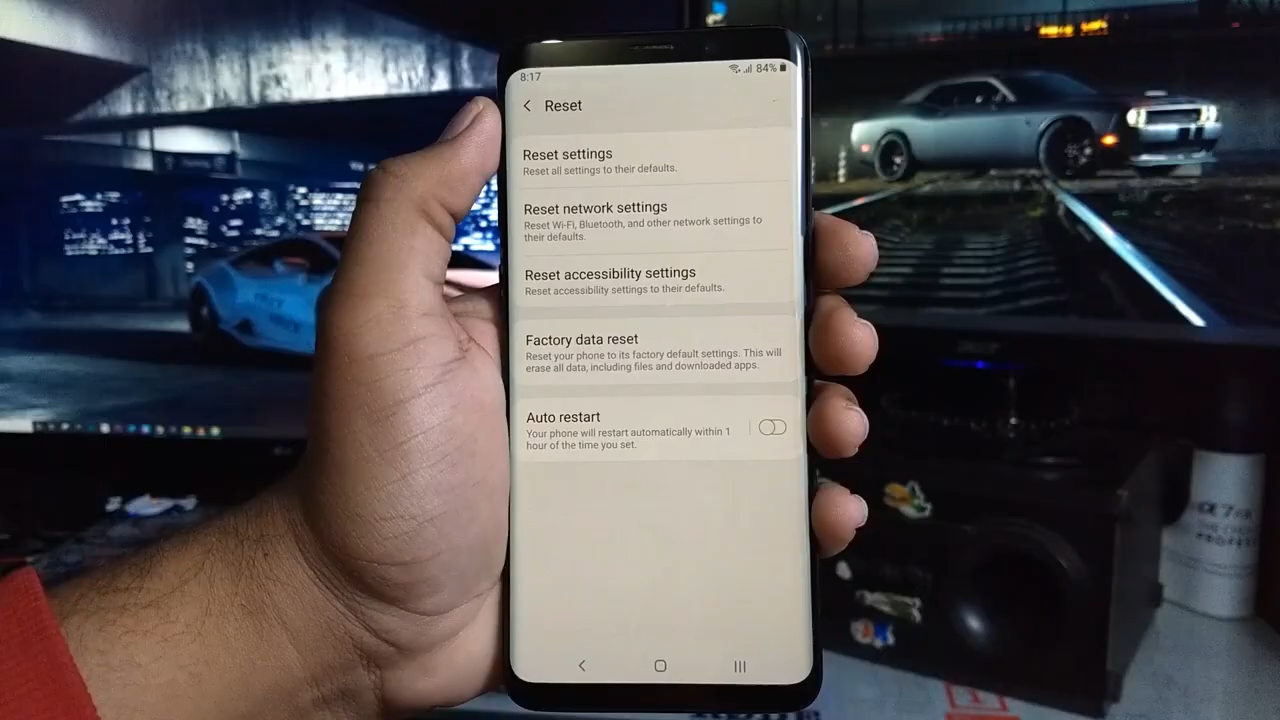 8:17
84%
Reset
Reset settings
Reset all settings to their defaults.
Reset network settings
Reset Wi-Fi, Bluetooth, and other network settings to
their defaults.
Reset accessibility settings
Reset accessibility settings to their defaults.
Factory data reset
Reset your phone to its factory default settings. This will
erase all data, including files and downloaded apps.
Auto restart
Your phone will restart automatically within 1
hour of the time you set.
acer